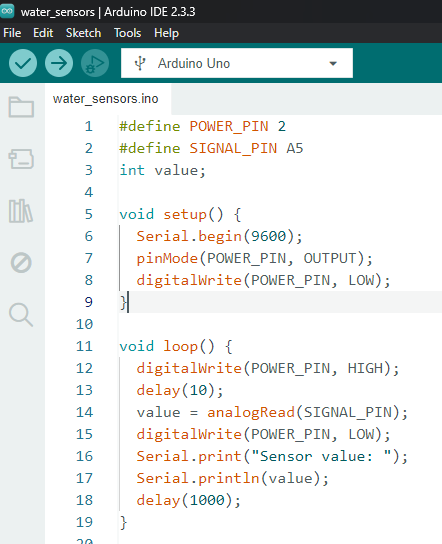 water_sensors | Arduino IDE 2.3.3
File Edit Sketch Tools Help
Arduino Uno
water_sensors.ino
1 #define POWER_PIN 2
2 #define SIGNAL_PIN A5
3 int value;
4
5 void setup() {
6   Serial.begin(9600);
7   pinMode(POWER_PIN, OUTPUT);
8   digitalWrite(POWER_PIN, LOW);
9 }
10
11 void loop() {
12   digitalWrite(POWER_PIN, HIGH);
13   delay(10);
14   value = analogRead(SIGNAL_PIN);
15   digitalWrite(POWER_PIN, LOW);
16   Serial.print("Sensor value: ");
17   Serial.println(value);
18   delay(1000);
19 }
20